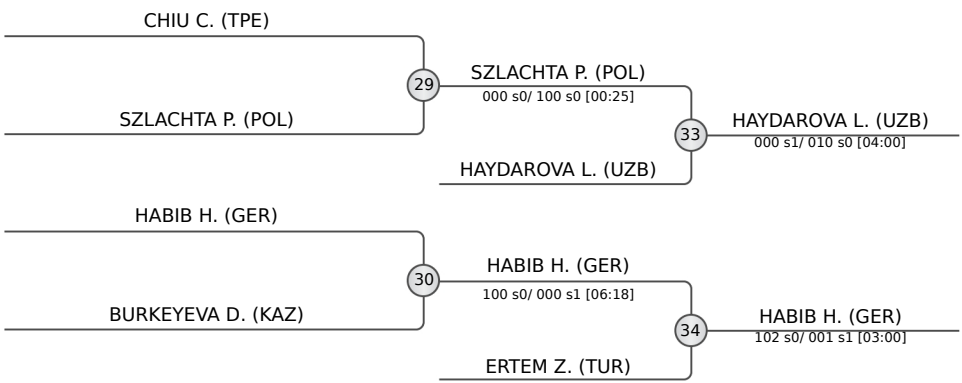 CHIU C. (TPE)
29
SZLACHTA P. (POL)
SZLACHTA P. (POL)
000 s0/ 100 s0 [00:25]
33
HAYDAROVA L. (UZB)
HAYDAROVA L. (UZB)
000 s1/ 010 s0 [04:00]
HABIB H. (GER)
30
BURKEYEVA D. (KAZ)
HABIB H. (GER)
100 s0/ 000 s1 [06:18]
34
ERTEM Z. (TUR)
HABIB H. (GER)
102 s0/ 001 s1 [03:00]